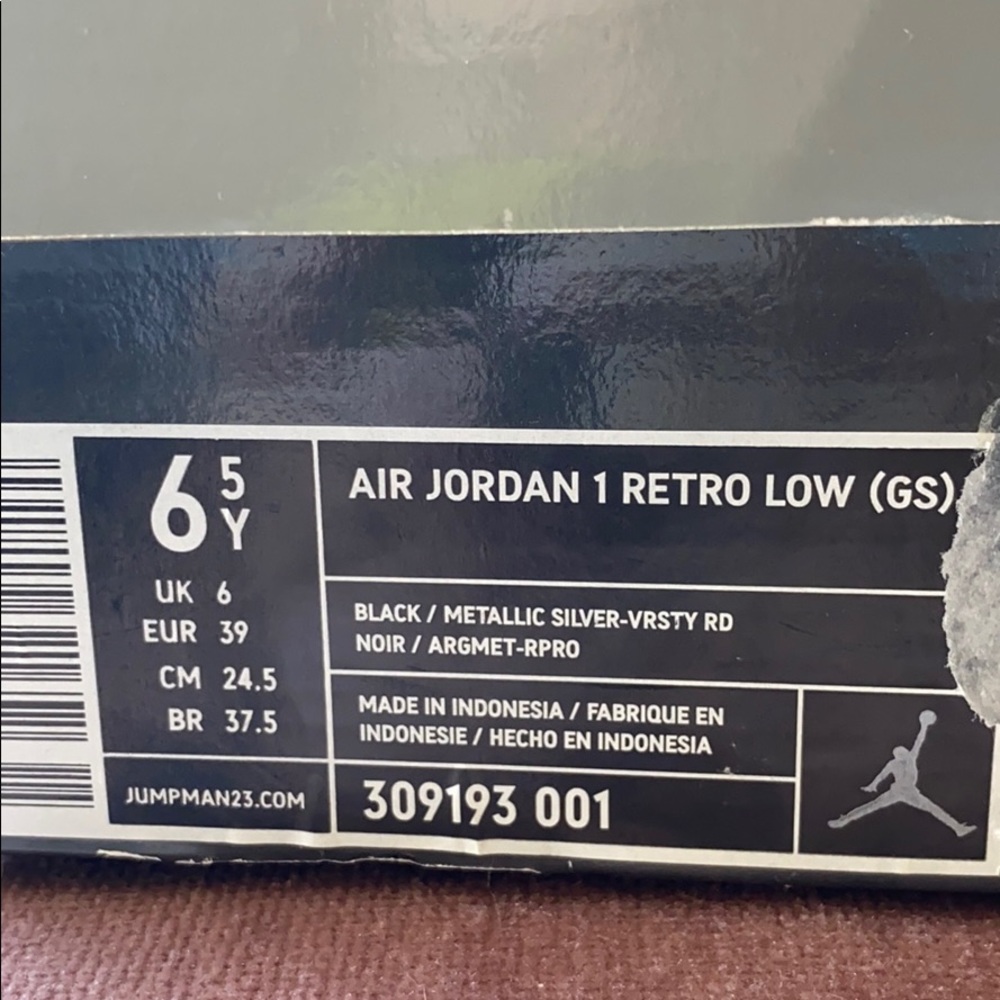 6 5
Y
UK 6
EUR 39
CM 24.5
BR 37.5
JUMPMAN23.COM
AIR JORDAN 1 RETRO LOW (GS)
BLACK / METALLIC SILVER-VRSTY RD
NOIR / ARGMET-RPRO
MADE IN INDONESIA / FABRIQUE EN
INDONESIE / HECHO EN INDONESIA
309193 001